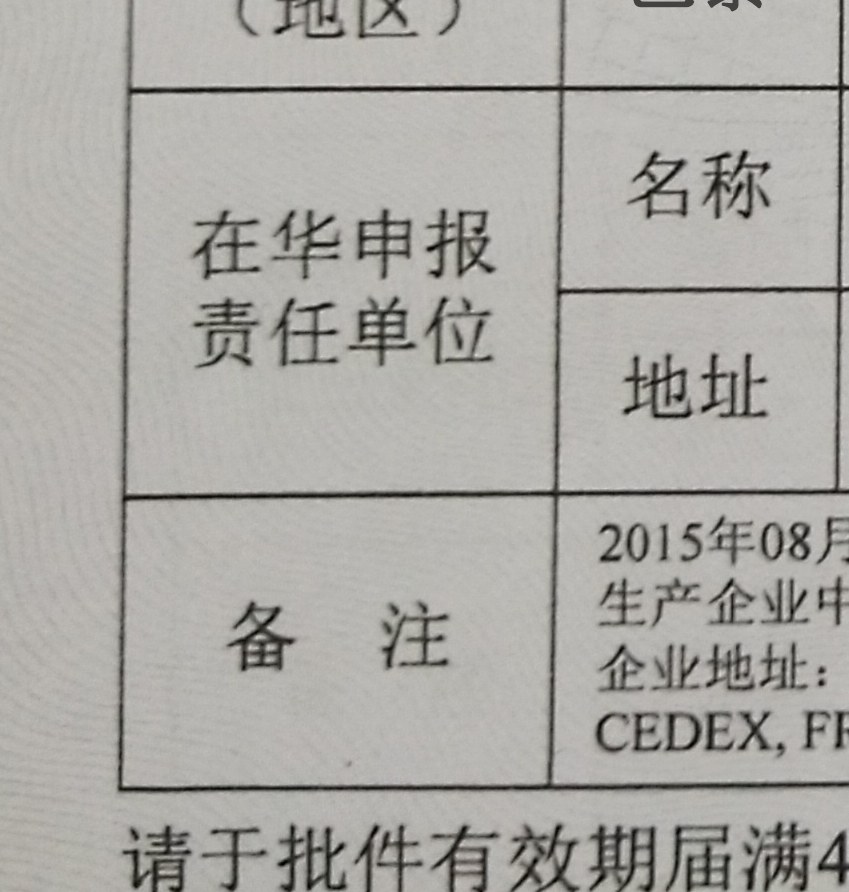 （地区）
在华申报
责任单位
名称
地址
备 注
2015年08月
生产企业中
企业地址：
CEDEX, FR
请于批件有效期届满4